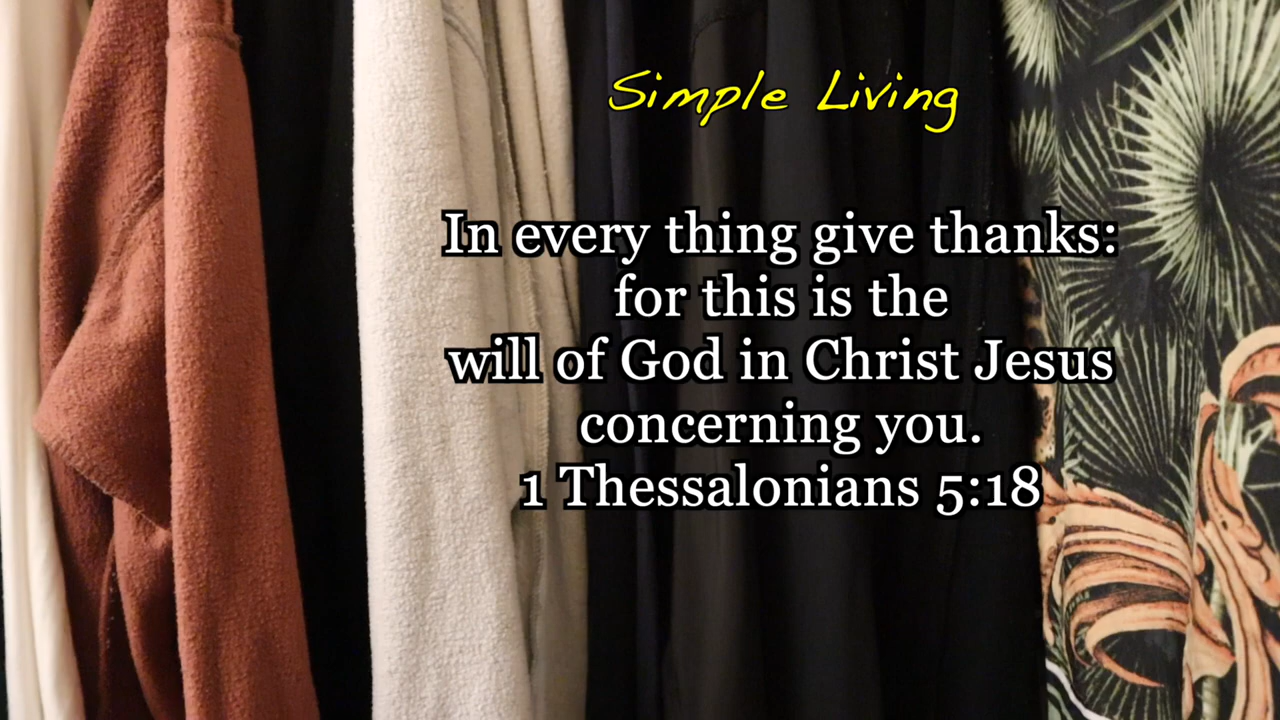 Simple Living
In every thing give thanks:
for this is the
will of God in Christ Jesus
concerning you.
1 Thessalonians 5:18